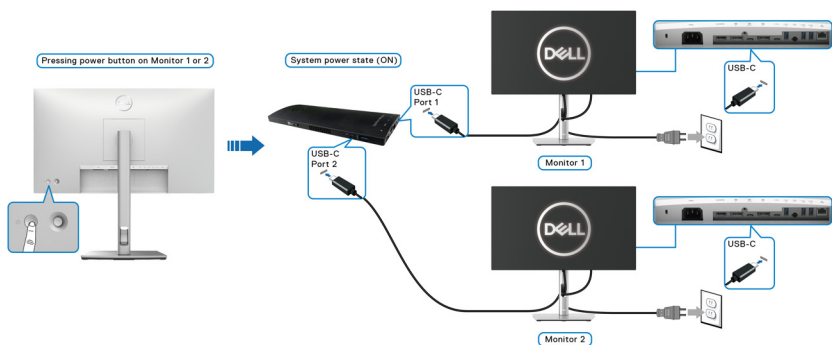 Pressing power button on Monitor 1 or 2
System power state (ON)
USB-C
Port 1
USB-C
Port 2
DELL
USB-C
Monitor 1
DELL
USB-C
Monitor 2